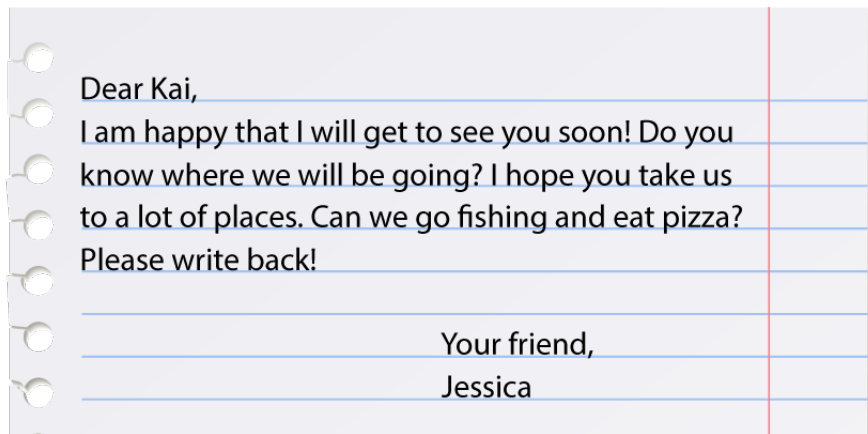 Dear Kai,
I am happy that I will get to see you soon! Do you
know where we will be going? I hope you take us
to a lot of places. Can we go fishing and eat pizza?
Please write back!
Your friend,
Jessica